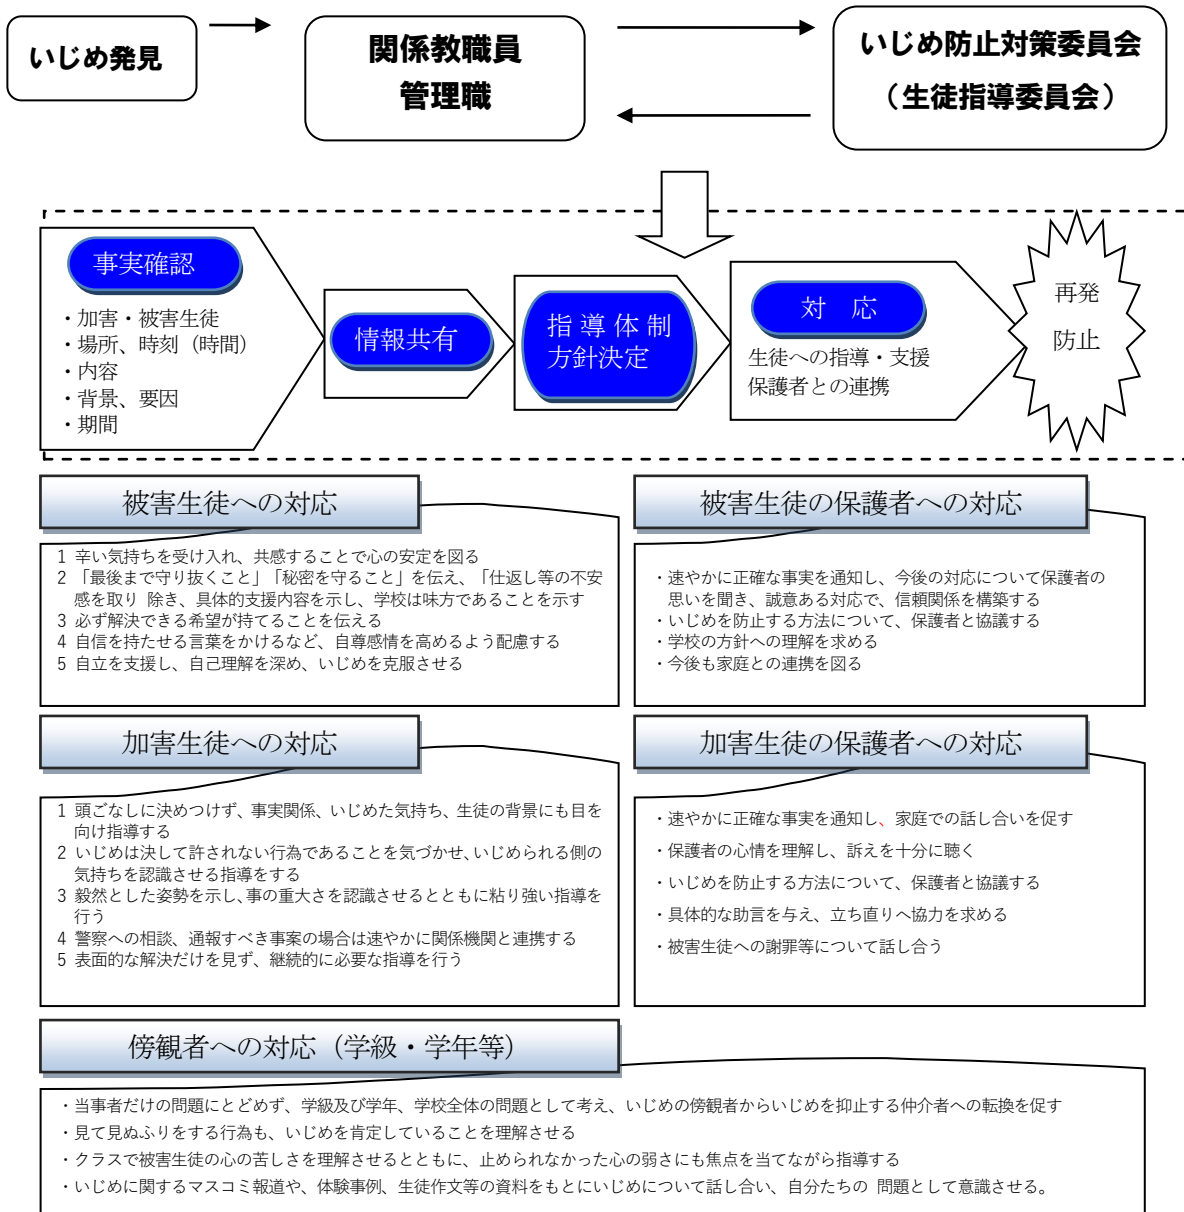 いじめ発見
関係教職員
管理職
いじめ防止対策委員会
（生徒指導委員会）
事実確認
・加害・被害生徒
・場所、時刻（時間）
・内容
・背景、要因
・期間
情報共有
指導体制
方針決定
対　応
生徒への指導・支援
保護者との連携
再発
防止
被害生徒への対応
1 辛い気持ちを受け入れ、共感することで心の安定を図る
2 「最後まで守り抜くこと」「秘密を守ること」を伝え、「仕返し等の不安
感を取り 除き、具体的支援内容を示し、学校は味方であることを示す
3 必ず解決できる希望が持てることを伝える
4 自信を持たせる言葉をかけるなど、自尊感情を高めるよう配慮する
5 自立を支援し、自己理解を深め、いじめを克服させる
被害生徒の保護者への対応
・速やかに正確な事実を通知し、今後の対応について保護者の
思いを聞き、誠意ある対応で、信頼関係を構築する
・いじめを防止する方法について、保護者と協議する
・学校の方針への理解を求める
・今後も家庭との連携を図る
加害生徒への対応
1 頭ごなしに決めつけず、事実関係、いじめた気持ち、生徒の背景にも目を
向け指導する
2 いじめは決して許されない行為であることを気づかせ、いじめられる側の
気持ちを認識させる指導をする
3 毅然とした姿勢を示し、事の重大さを認識させるとともに粘り強い指導を
行う
4 警察への相談、通報すべき事案の場合は速やかに関係機関と連携する
5 表面的な解決だけを見ず、継続的に必要な指導を行う
加害生徒の保護者への対応
・速やかに正確な事実を通知し、家庭での話し合いを促す
・保護者の心情を理解し、訴えを十分に聴く
・いじめを防止する方法について、保護者と協議する
・具体的な助言を与え、立ち直りへ協力を求める
・被害生徒への謝罪等について話し合う
傍観者への対応（学級・学年等）
・当事者だけの問題にとどめず、学級及び学年、学校全体の問題として考え、いじめの傍観者からいじめを抑止する仲介者への転換を促す
・見て見ぬふりをする行為も、いじめを肯定していることを理解させる
・クラスで被害生徒の心の苦しさを理解させるとともに、止められなかった心の弱さにも焦点を当てながら指導する
・いじめに関するマスコミ報道や、体験事例、生徒作文等の資料をもとにいじめについて話し合い、自分たちの 問題として意識させる。